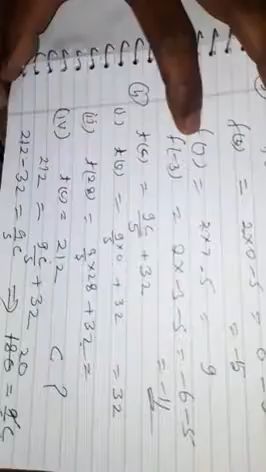 f(0) = 2×0-5 = 0-5
= -5
f(7) = 2×7-5 = 9
f(-3) = 2×-3-5 = -6-5
= -11
f(c) = 9c/5 + 32
(i) f(0) = 9×0/5 + 32 = 32
(ii) f(28) = 9/5 × 28 + 32 =
(iv) f(c) = 212 C ?
212 = 9c/5 + 32
212-32 = 9c/5 ⇒ 180 = 9c/5